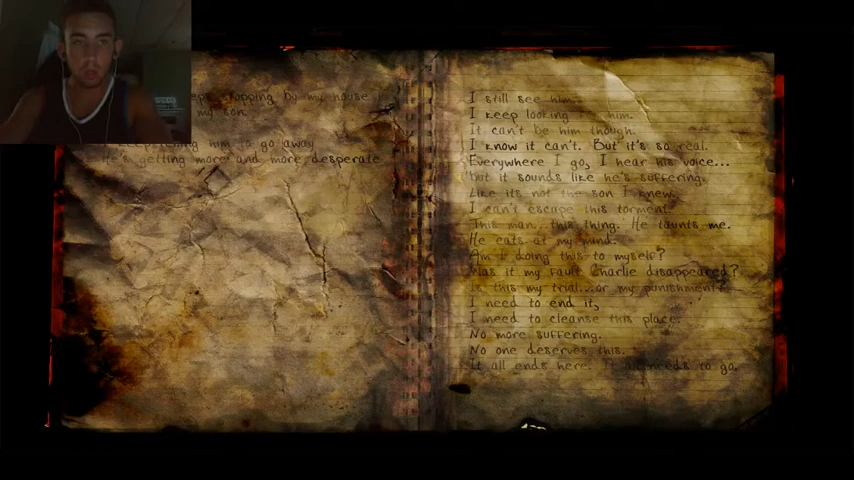 stopping by my house
my son.
him to go away
He's getting more and more desperate
I still see him.
I keep looking for him.
It can't be him though.
I know it can't. But it's so real.
Everywhere I go, I hear his voice...
but it sounds like he's suffering.
Like its not the son I knew.
I can't escape this torment.
This man...this thing. He taunts me.
He eats at my mind.
Am I doing this to myself?
Was it my fault Charlie disappeared?
Is this my trial...or my punishment?
I need to end it,
I need to cleanse this place.
No more suffering.
No one deserves this.
It all ends here. It all needs to go.